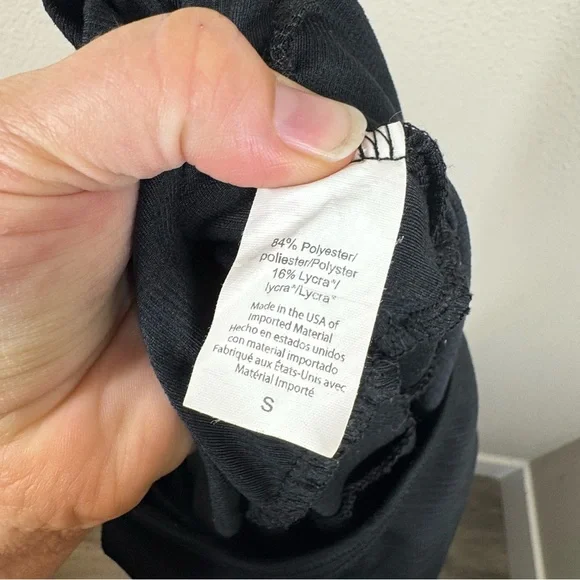 84% Polyester/
poliester/Polyster
16% Lycra®/
lycra®/Lycra®
Made in the USA of
Imported Material
Hecho en estados unidos
con material importado
Fabriqué aux États-Unis avec
Matérial Importé
S